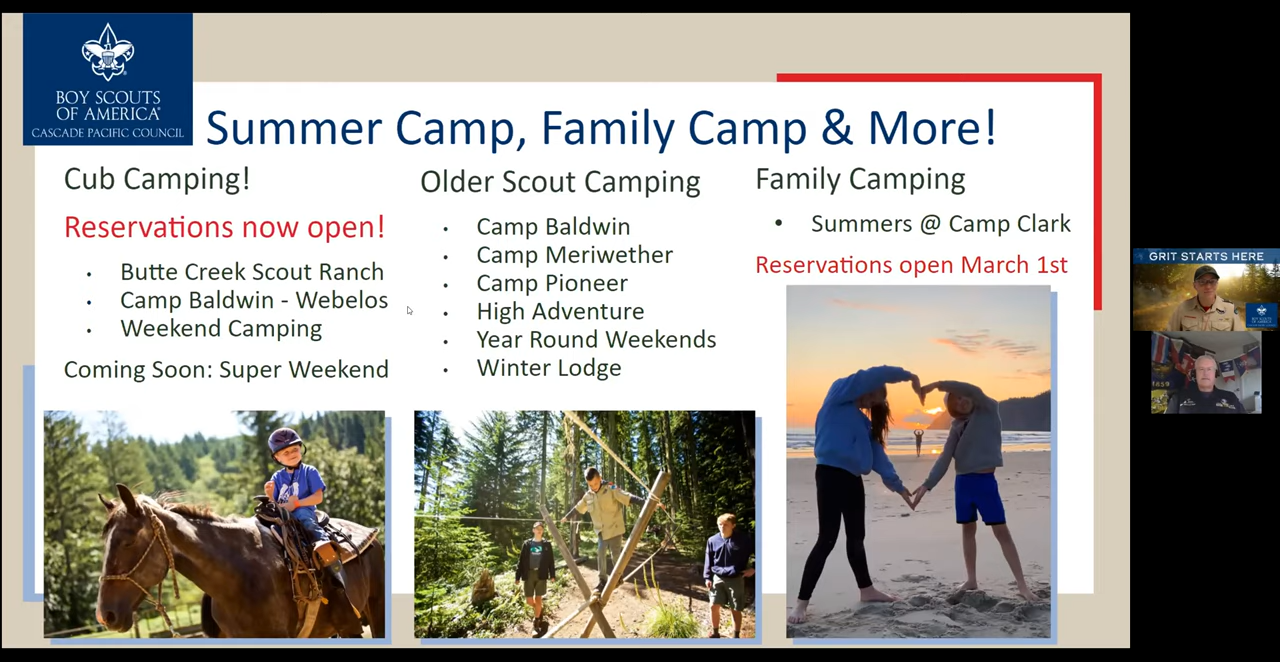 BOY SCOUTS
OF AMERICA®
CASCADE PACIFIC COUNCIL
Summer Camp, Family Camp & More!
Cub Camping!
Reservations now open!
• Butte Creek Scout Ranch
• Camp Baldwin - Webelos
• Weekend Camping
Coming Soon: Super Weekend
Older Scout Camping
• Camp Baldwin
• Camp Meriwether
• Camp Pioneer
• High Adventure
• Year Round Weekends
• Winter Lodge
Family Camping
• Summers @ Camp Clark
Reservations open March 1st
GRIT STARTS HERE